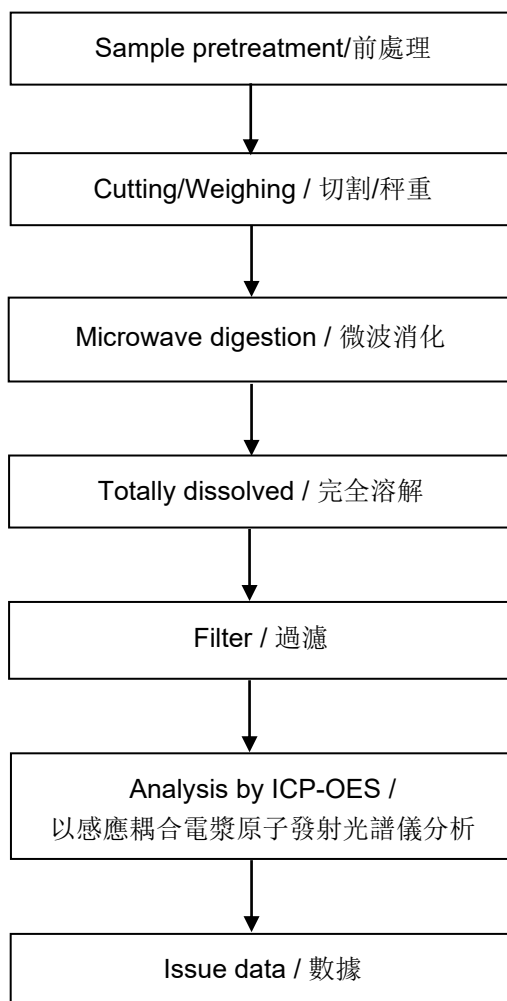 Sample pretreatment/前處理
Cutting/Weighing / 切割/秤重
Microwave digestion / 微波消化
Totally dissolved / 完全溶解
Filter / 過濾
Analysis by ICP-OES /
以感應耦合電漿原子發射光譜儀分析
Issue data / 數據